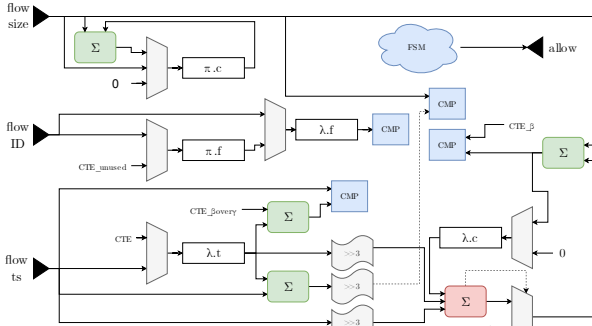 flow
size
Σ
0
π.c
FSM
allow
CMP
flow
ID
CTE_unused
π.f
λ.f
CMP
CTE_β
CMP
Σ
flow
ts
CTE
CTE_βovery
λ.t
Σ
CMP
Σ
>>3
>>3
>>3
λ.c
0
Σ